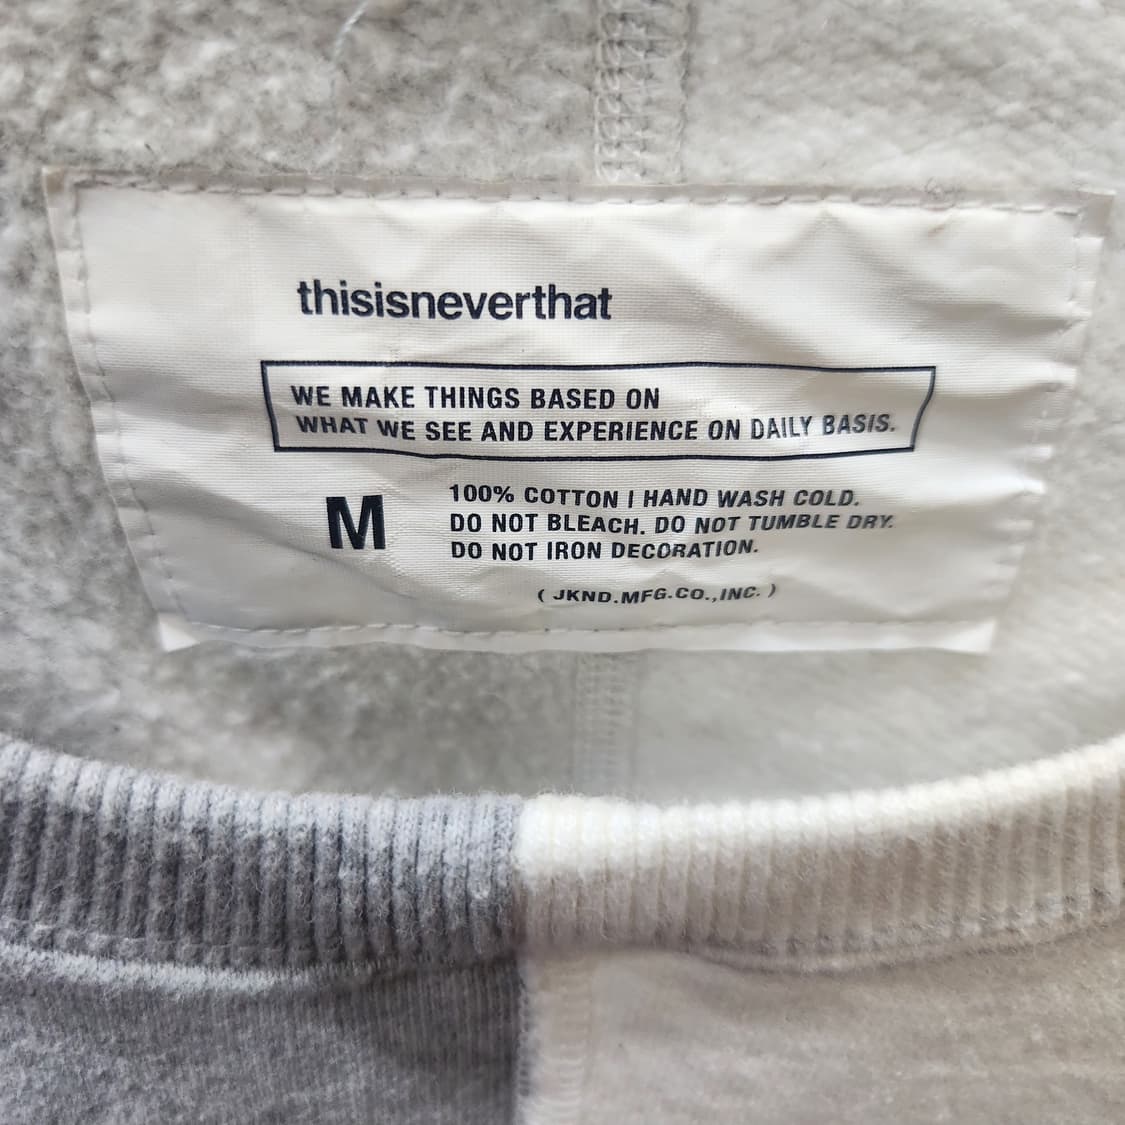 thisisneverthat
WE MAKE THINGS BASED ON
WHAT WE SEE AND EXPERIENCE ON DAILY BASIS.
M
100% COTTON | HAND WASH COLD.
DO NOT BLEACH. DO NOT TUMBLE DRY.
DO NOT IRON DECORATION.
( JKND.MFG.CO.,INC. )